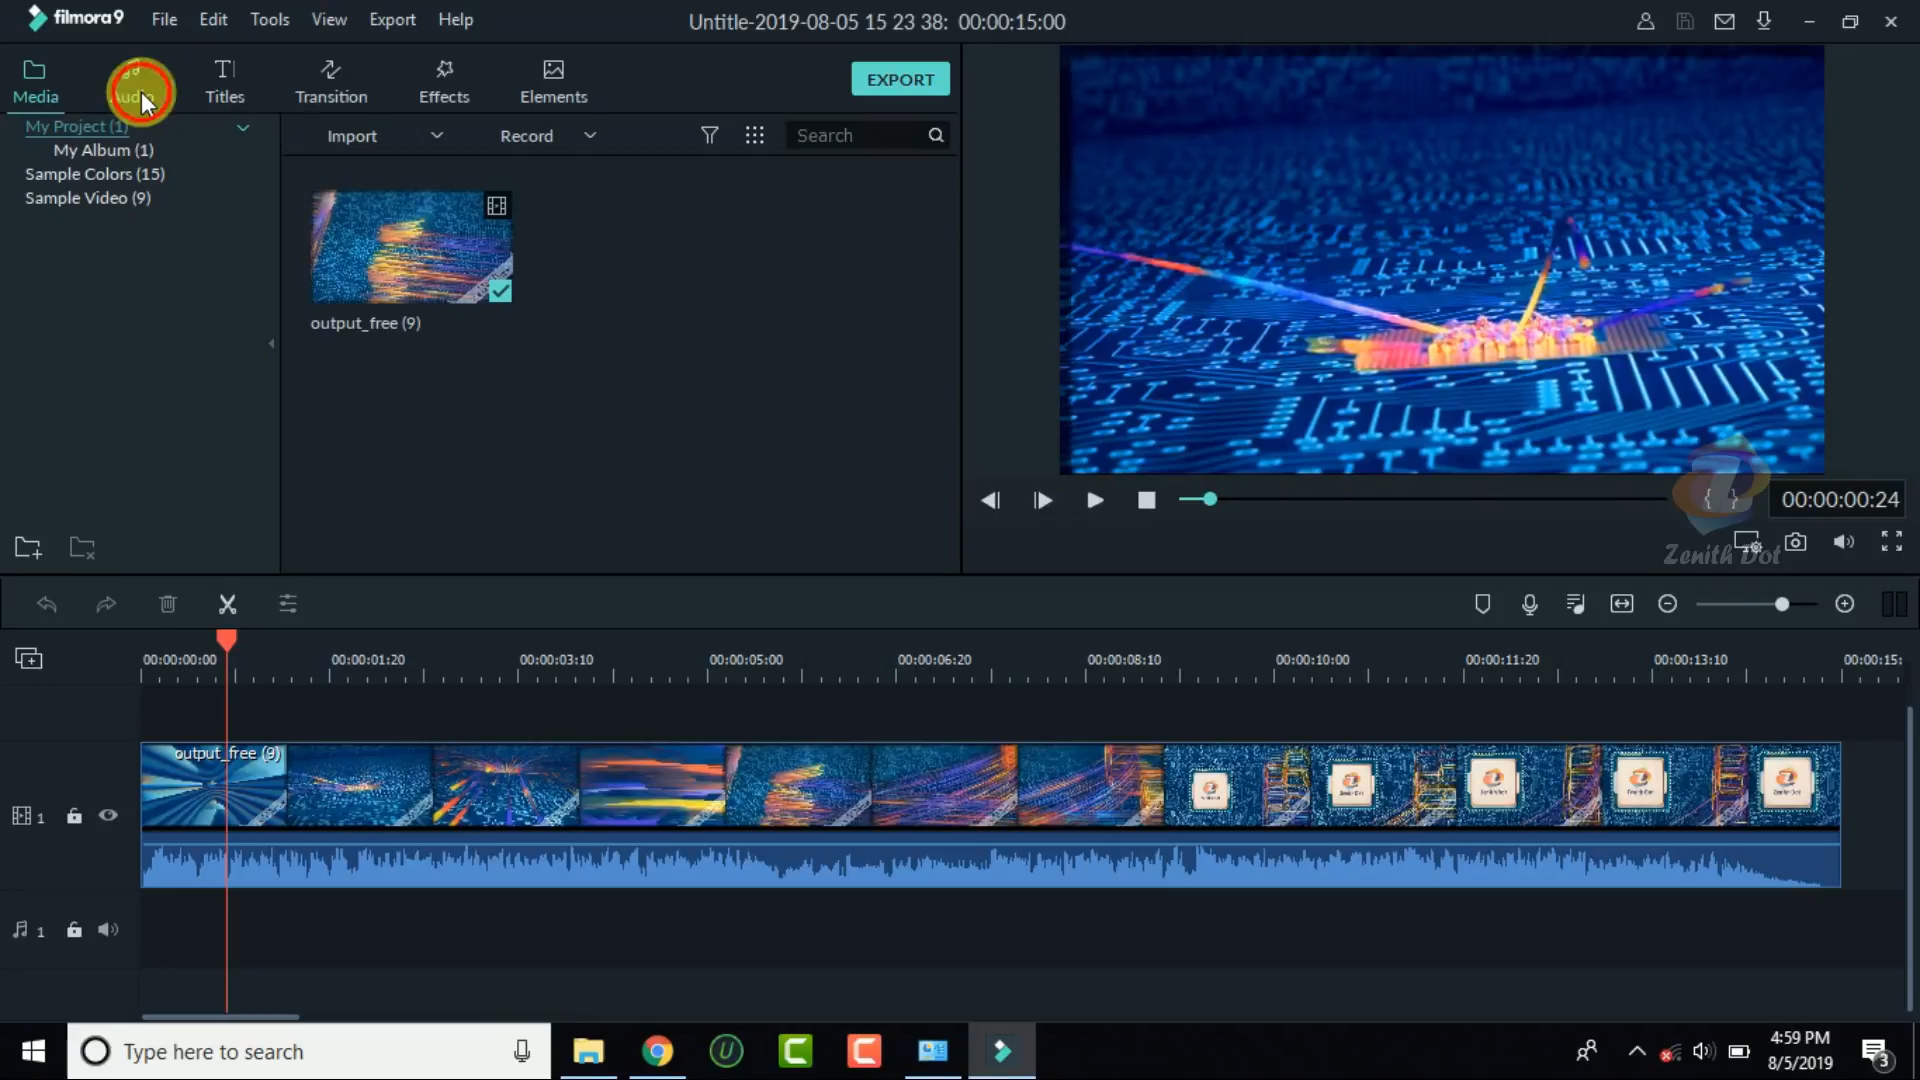 filmora9 File Edit Tools View Export Help Untitle-2019-08-05 15 23 38: 00:00:15:00
Media Audio Titles Transition Effects Elements EXPORT
My Project (1) Import Record Search
My Album (1)
Sample Colors (15)
Sample Video (9)
output_free (9)
00:00:00:24
Zenith Dot
00:00:00:00 00:00:01:20 00:00:03:10 00:00:05:00 00:00:06:20 00:00:08:10 00:00:10:00 00:00:11:20 00:00:13:10 00:00:15:
output_free (9)
1
1
Type here to search
4:59 PM
8/5/2019
3